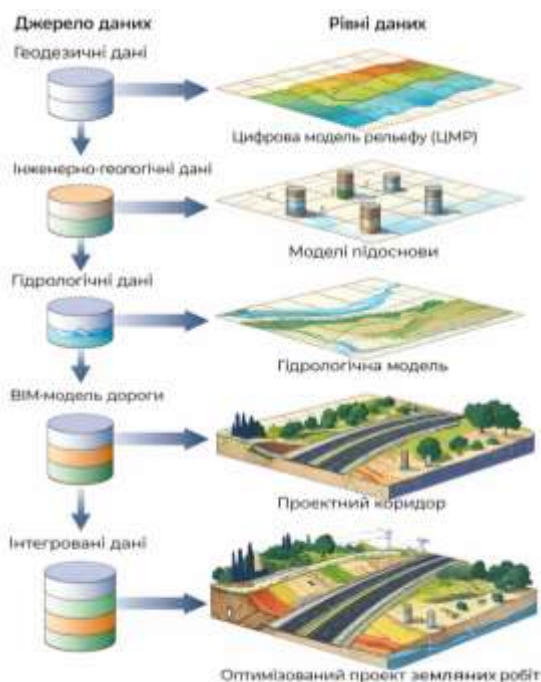 Джерело даних
Рівні даних
Геодезичні дані
Цифрова модель рельєфу (ЦМР)
Інженерно-геологічні дані
Моделі підоснови
Гідрологічні дані
Гідрологічна модель
BIM-модель дороги
Проектний коридор
Інтегровані дані
Оптимізований проект земляних робіт